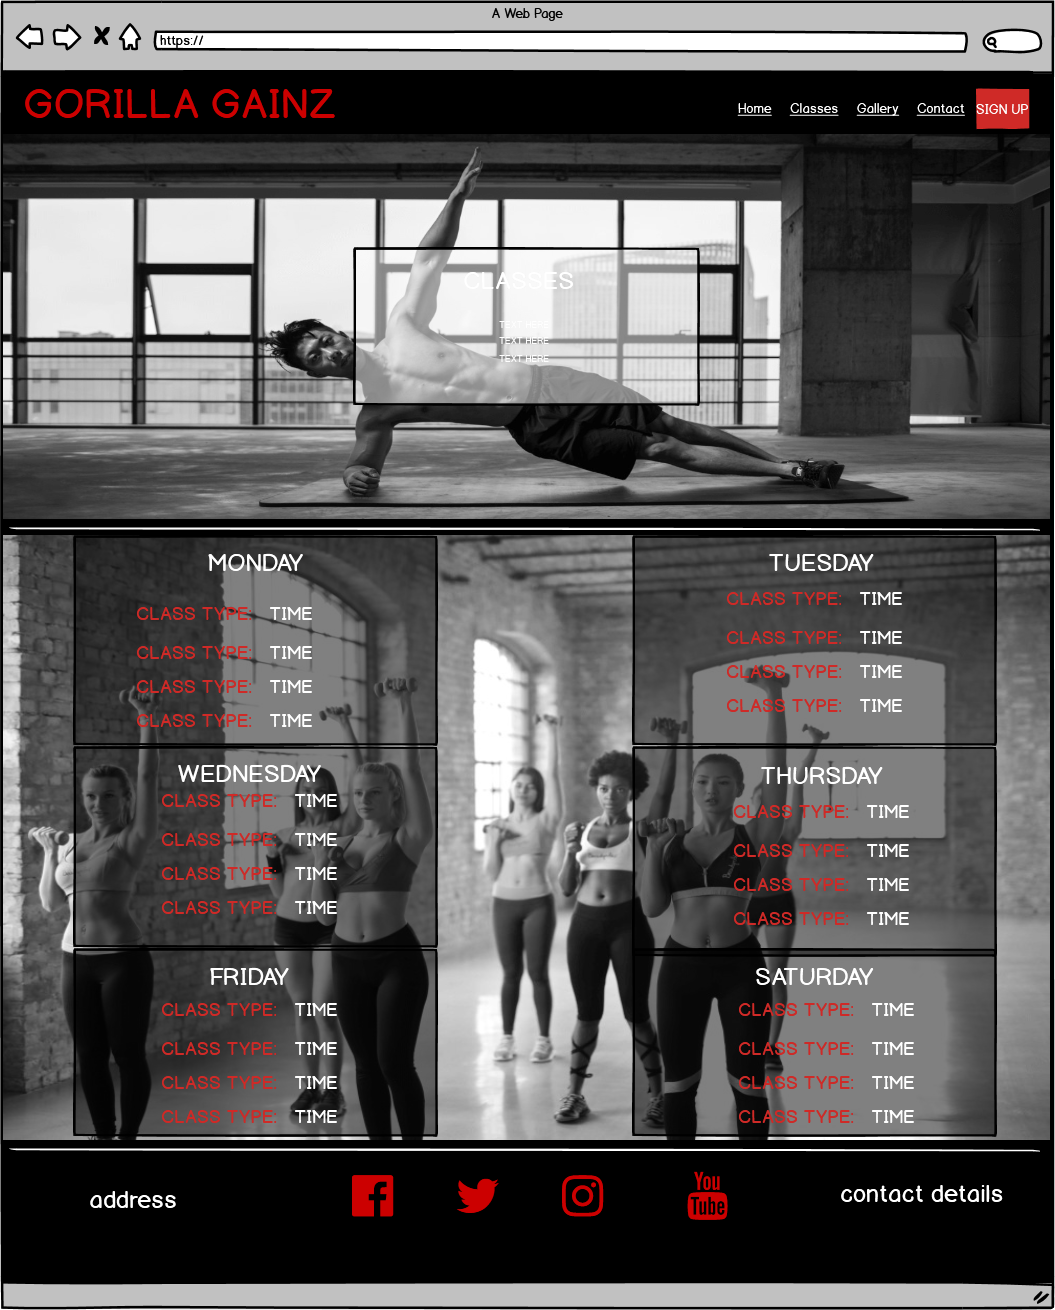 A Web Page
https://
GORILLA GAINZ
Home Classes Gallery Contact SIGN UP
CLASSES
TEXT HERE
TEXT HERE
TEXT HERE
MONDAY
CLASS TYPE: TIME
CLASS TYPE: TIME
CLASS TYPE: TIME
CLASS TYPE: TIME
TUESDAY
CLASS TYPE: TIME
CLASS TYPE: TIME
CLASS TYPE: TIME
CLASS TYPE: TIME
WEDNESDAY
CLASS TYPE: TIME
CLASS TYPE: TIME
CLASS TYPE: TIME
CLASS TYPE: TIME
THURSDAY
CLASS TYPE: TIME
CLASS TYPE: TIME
CLASS TYPE: TIME
CLASS TYPE: TIME
FRIDAY
CLASS TYPE: TIME
CLASS TYPE: TIME
CLASS TYPE: TIME
CLASS TYPE: TIME
SATURDAY
CLASS TYPE: TIME
CLASS TYPE: TIME
CLASS TYPE: TIME
CLASS TYPE: TIME
address
You
Tube
contact details